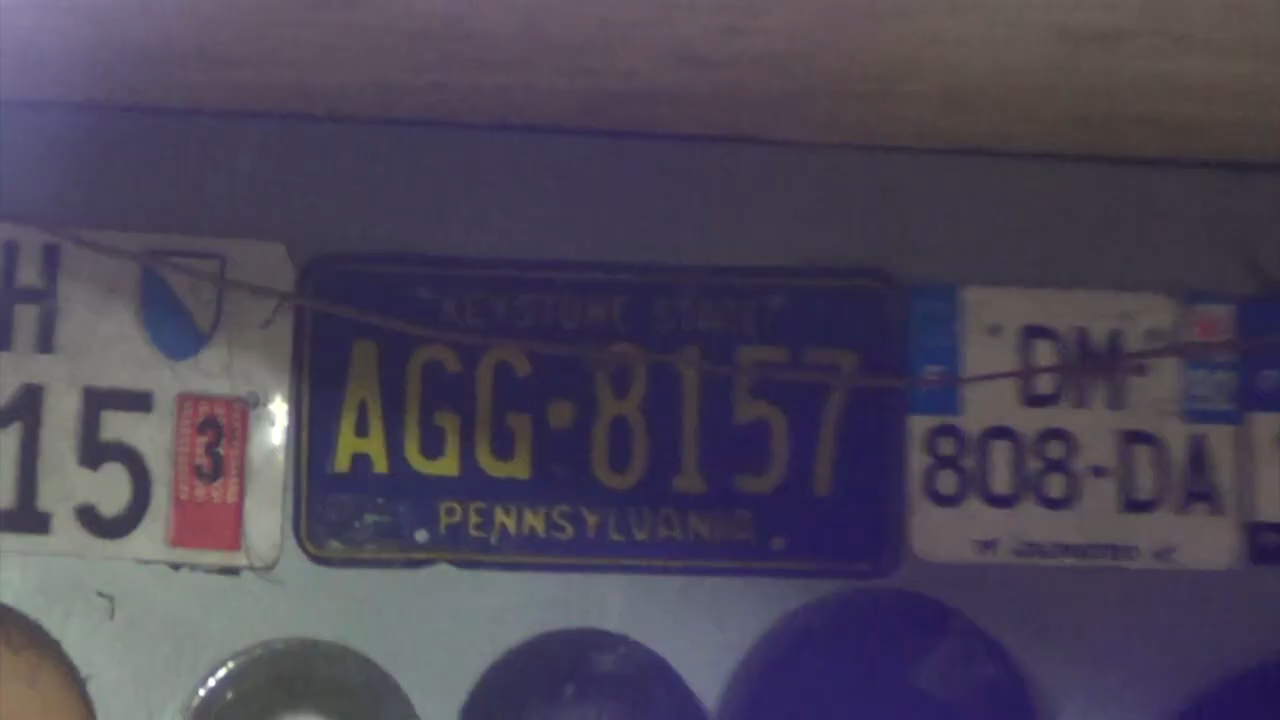 H
15
3
KEYSTONE STATE
AGG·8157
PENNSYLVANIA
DM-
808-DA